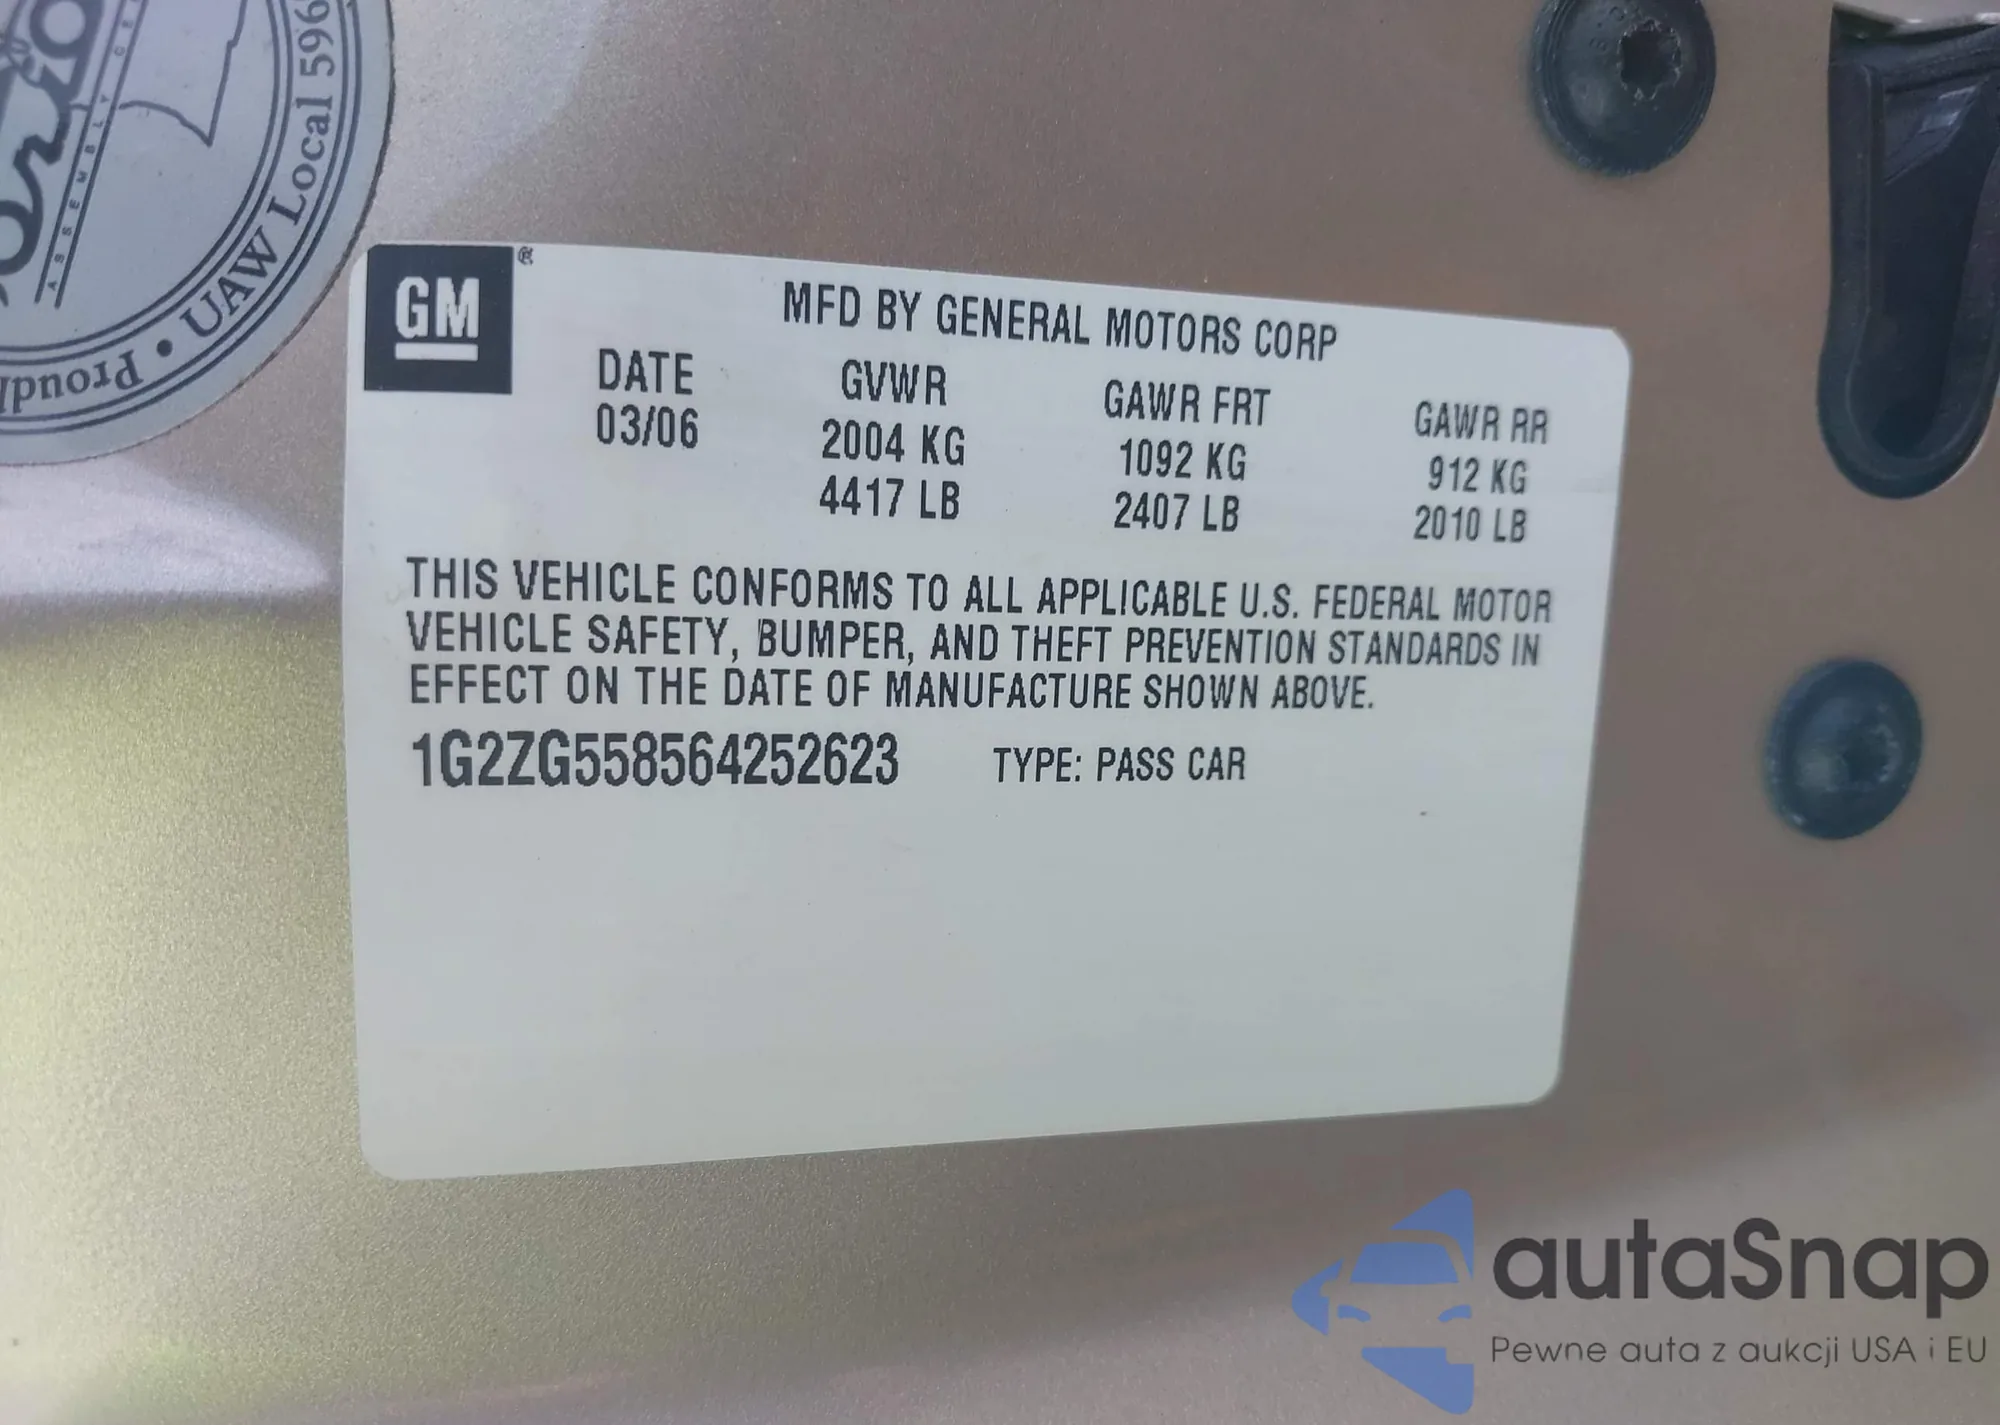 ASSEMBLY
Proudl
• UAW Local 596
GM
MFD BY GENERAL MOTORS CORP
DATE GVWR GAWR FRT GAWR RR
03/06 2004 KG 1092 KG 912 KG
4417 LB 2407 LB 2010 LB
THIS VEHICLE CONFORMS TO ALL APPLICABLE U.S. FEDERAL MOTOR
VEHICLE SAFETY, BUMPER, AND THEFT PREVENTION STANDARDS IN
EFFECT ON THE DATE OF MANUFACTURE SHOWN ABOVE.
1G2ZG558564252623 TYPE: PASS CAR
autaSnap
Pewne auta z aukcji USA i EU